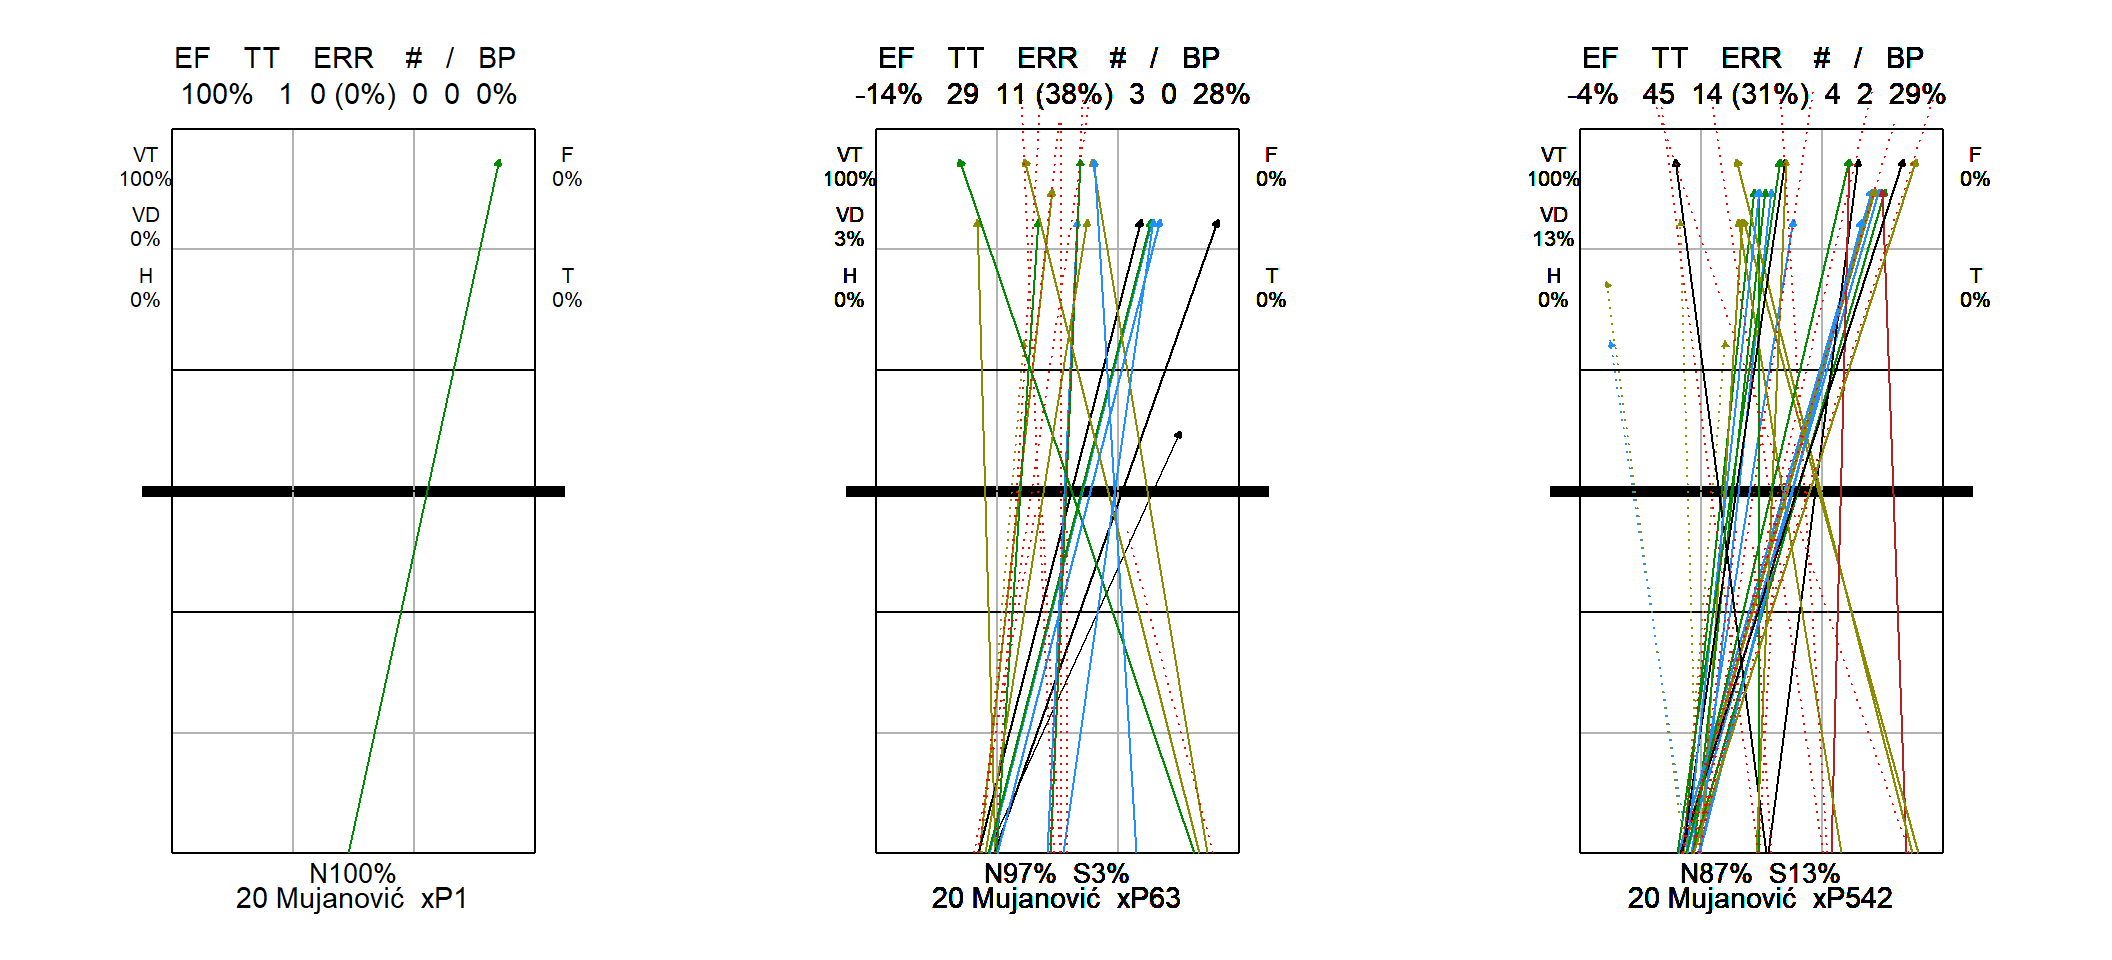 EF TT ERR # / BP
100% 1 0 (0%) 0 0 0%
VT
100%
F
0%
VD
0%
H
0%
T
0%
N100%
20 Mujanović xP1
EF TT ERR # / BP
-14% 29 11 (38%) 3 0 28%
VT
100%
F
0%
VD
3%
H
0%
T
0%
N97% S3%
20 Mujanović xP63
EF TT ERR # / BP
-4% 45 14 (31%) 4 2 29%
VT
100%
F
0%
VD
13%
H
0%
T
0%
N87% S13%
20 Mujanović xP542